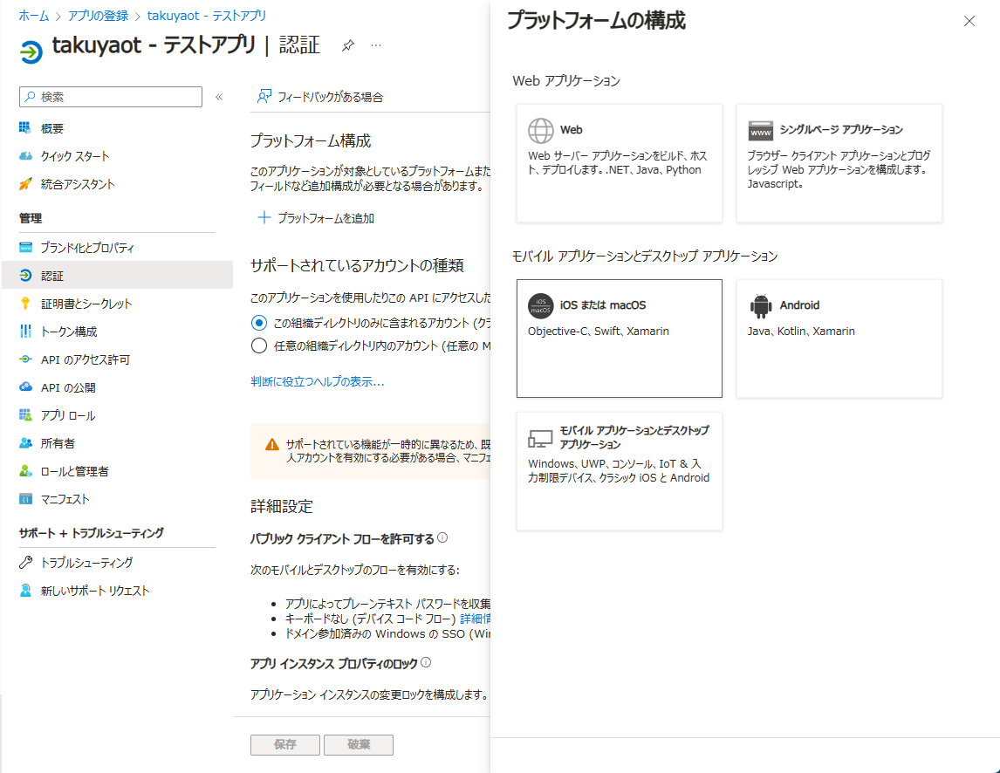 ホーム > アプリの登録 > takuyaot - テストアプリ
takuyaot - テストアプリ | 認証
検索
概要
クイック スタート
統合アシスタント
管理
ブランド化とプロパティ
認証
証明書とシークレット
トークン構成
API のアクセス許可
API の公開
アプリ ロール
所有者
ロールと管理者
マニフェスト
サポート + トラブルシューティング
トラブルシューティング
新しいサポート リクエスト
フィードバックがある場合
プラットフォーム構成
このアプリケーションが対象としているプラットフォームまた
フィールドなど追加構成が必要となる場合があります。
プラットフォームを追加
サポートされているアカウントの種類
このアプリケーションを使用したりこの API にアクセスした
この組織ディレクトリのみに含まれるアカウント (クラ
任意の組織ディレクトリ内のアカウント (任意の M
判断に役立つヘルプの表示...
サポートされている機能が一時的に異なるため、既
人アカウントを有効にする必要がある場合、マニフェ
詳細設定
パブリック クライアント フローを許可する
次のモバイルとデスクトップのフローを有効にする:
• アプリによってプレーンテキスト パスワードを収集
• キーボードなし (デバイス コード フロー) 詳細情
• ドメイン参加済みの Windows の SSO (Win
アプリ インスタンス プロパティのロック
アプリケーション インスタンスの変更ロックを構成します。
保存
破棄
プラットフォームの構成
Web アプリケーション
Web
Web サーバー アプリケーションをビルド、ホス
ト、デプロイします。.NET、Java、Python
www
シングルページ アプリケーション
ブラウザー クライアント アプリケーションとプログ
レッシブ Web アプリケーションを構成します。
Javascript。
モバイル アプリケーションとデスクトップ アプリケーション
iOS
macOS
iOS または macOS
Objective-C、Swift、Xamarin
Android
Java、Kotlin、Xamarin
モバイル アプリケーションとデスクトップ
アプリケーション
Windows、UWP、コンソール、IoT & 入
力制限デバイス、クラシック iOS と Android